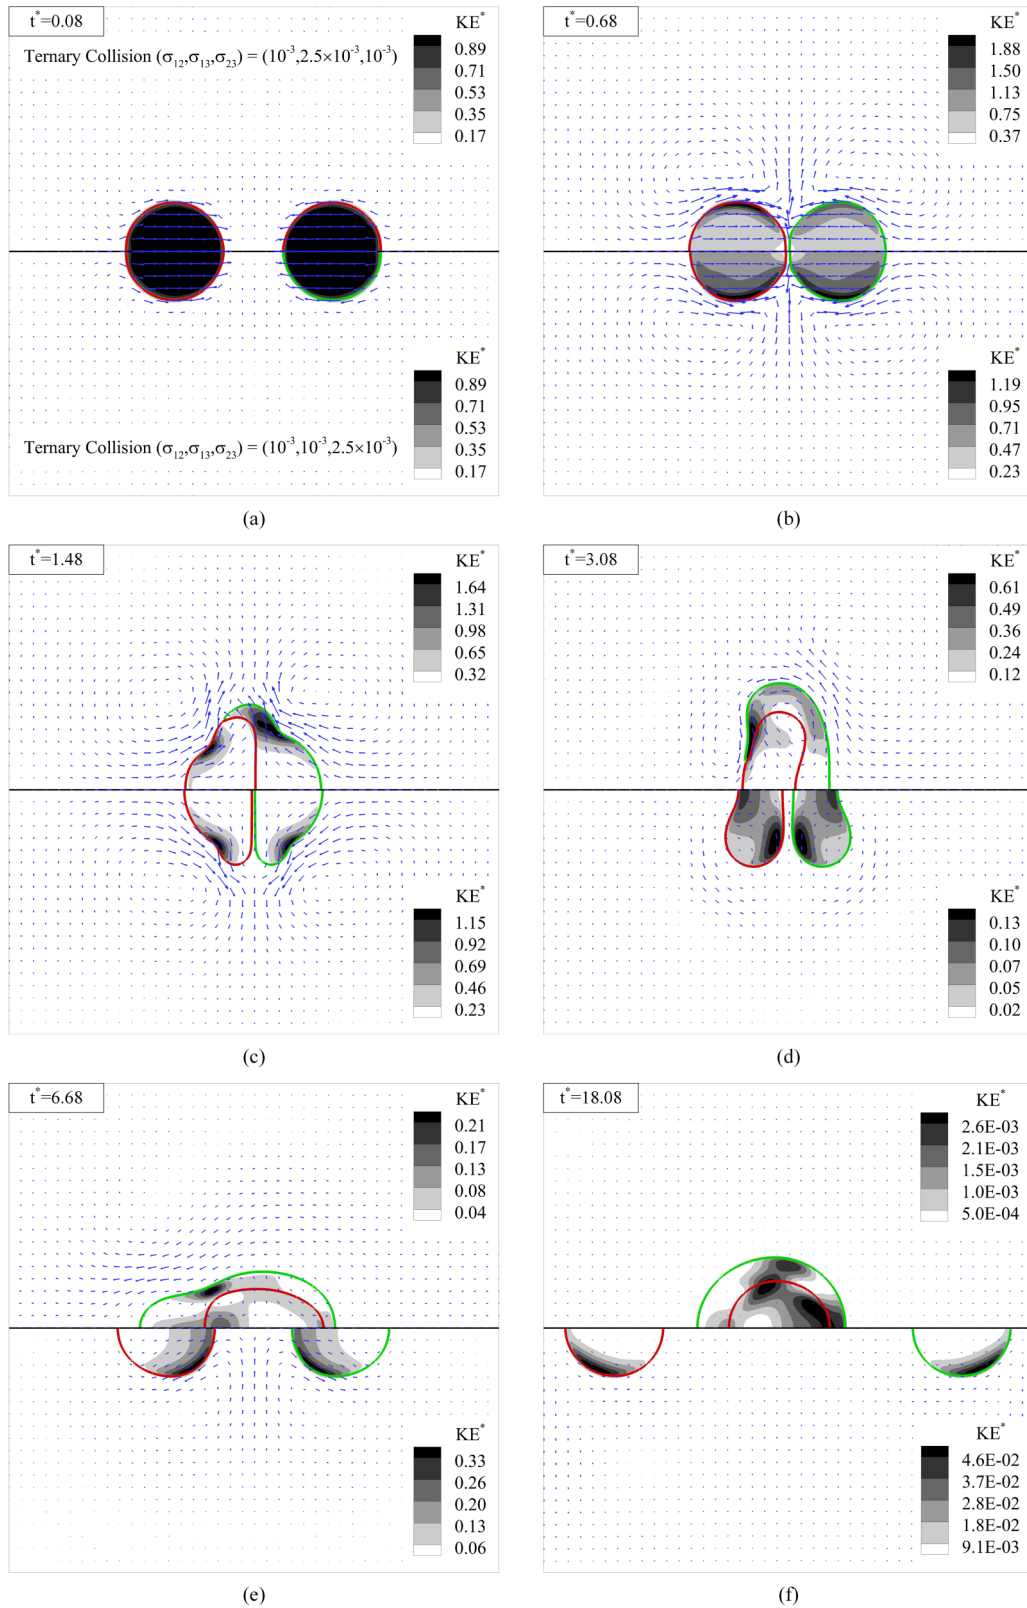 t*=0.08
KE*
Ternary Collision (σ12,σ13,σ23) = (10-3,2.5×10-3,10-3)
0.89
0.71
0.53
0.35
0.17
KE*
0.89
0.71
0.53
0.35
0.17
Ternary Collision (σ12,σ13,σ23) = (10-3,10-3,2.5×10-3)
(a)
t*=0.68
KE*
1.88
1.50
1.13
0.75
0.37
KE*
1.19
0.95
0.71
0.47
0.23
(b)
t*=1.48
KE*
1.64
1.31
0.98
0.65
0.32
KE*
1.15
0.92
0.69
0.46
0.23
(c)
t*=3.08
KE*
0.61
0.49
0.36
0.24
0.12
KE*
0.13
0.10
0.07
0.05
0.02
(d)
t*=6.68
KE*
0.21
0.17
0.13
0.08
0.04
KE*
0.33
0.26
0.20
0.13
0.06
(e)
t*=18.08
KE*
2.6E-03
2.1E-03
1.5E-03
1.0E-03
5.0E-04
KE*
4.6E-02
3.7E-02
2.8E-02
1.8E-02
9.1E-03
(f)